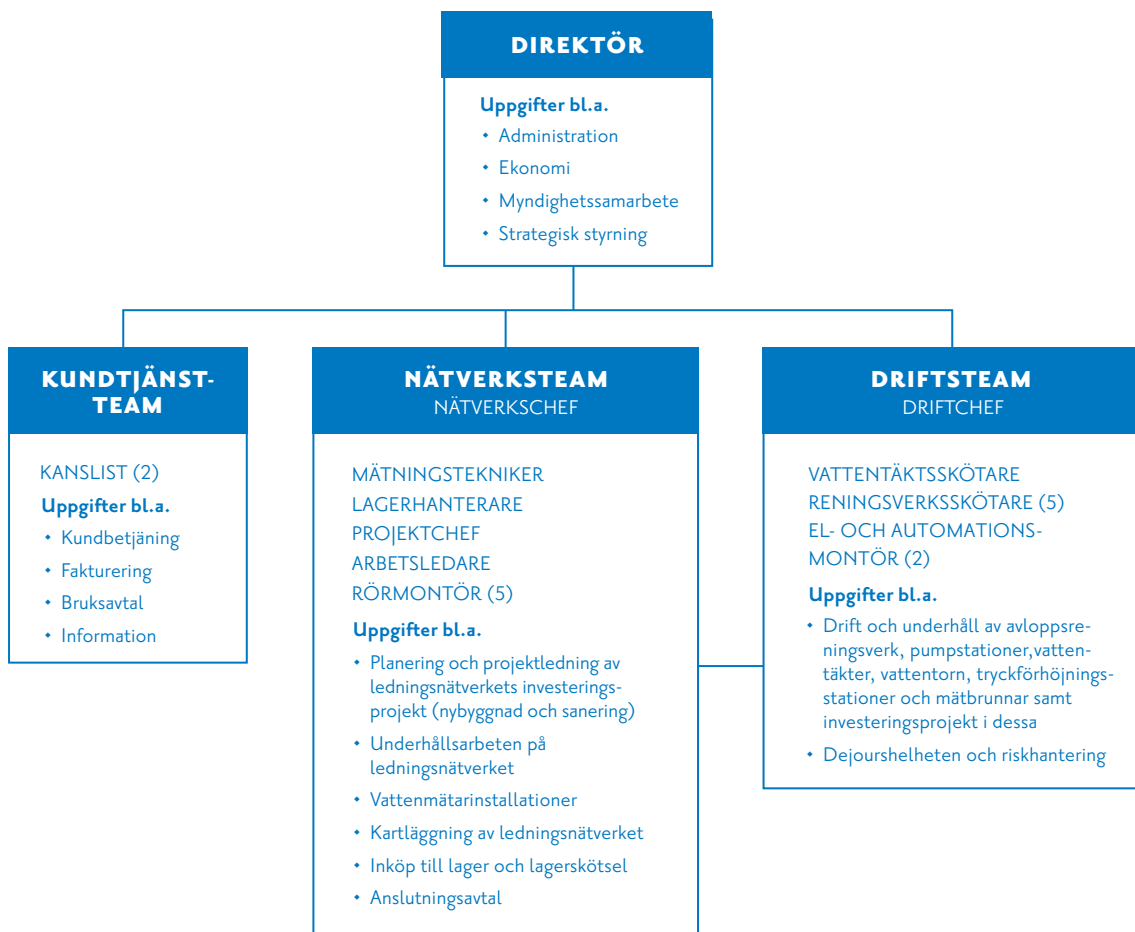 DIREKTÖR
Uppgifter bl.a.
• Administration
• Ekonomi
• Myndighetssamarbete
• Strategisk styrning
KUNDTJÄNST-
TEAM
KANSLIST (2)
Uppgifter bl.a.
• Kundbetjäning
• Fakturering
• Bruksavtal
• Information
NÄTVERKSTEAM
NÄTVERKSCHEF
MÄTNINGSTEKNIKER
LAGERHANTERARE
PROJEKTCHEF
ARBETSLEDARE
RÖRMONTÖR (5)
Uppgifter bl.a.
• Planering och projektledning av
ledningsnätverkets investerings-
projekt (nybyggnad och sanering)
• Underhållsarbeten på
ledningsnätverket
• Vattenmätarinstallationer
• Kartläggning av ledningsnätverket
• Inköp till lager och lagerskötsel
• Anslutningsavtal
DRIFTSTEAM
DRIFTCHEF
VATTENTÄKTSSKÖTARE
RENINGSVERKSSKÖTARE (5)
EL- OCH AUTOMATIONS-
MONTÖR (2)
Uppgifter bl.a.
• Drift och underhåll av avloppsre-
ningsverk, pumpstationer,vatten-
täkter, vattentorn, tryckförhöjnings-
stationer och mätbrunnar samt
investeringsprojekt i dessa
• Dejourshelheten och riskhantering